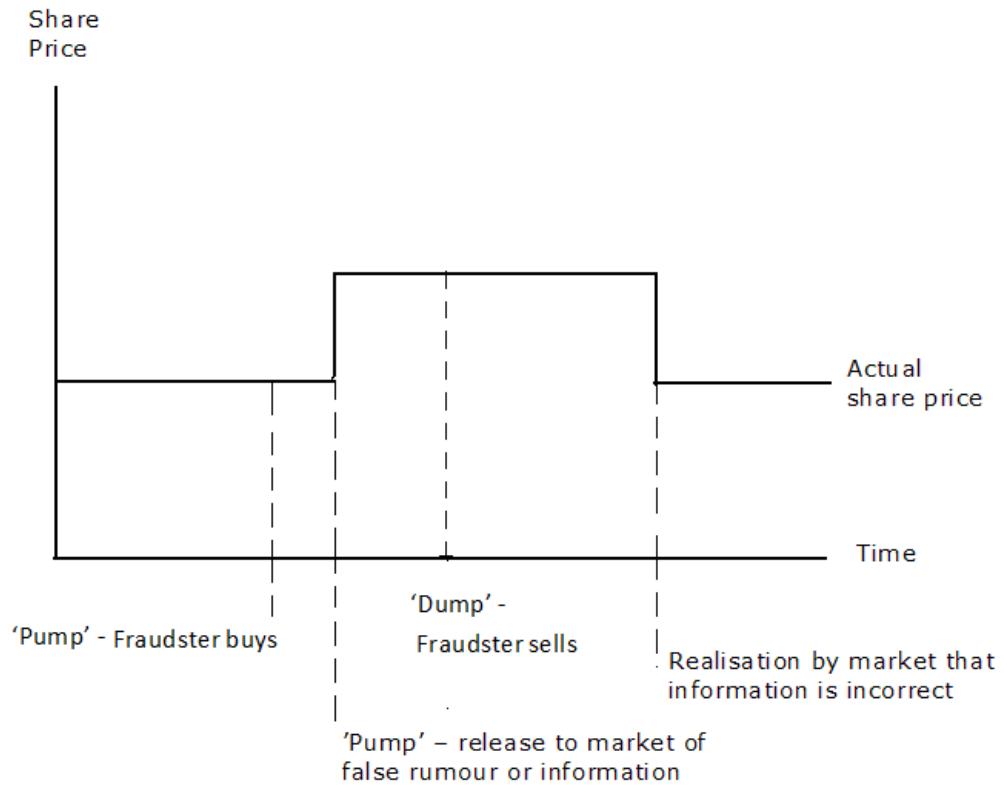 Share
Price
Actual
share price
Time
‘Dump’ -
‘Pump’ - Fraudster buys
Fraudster sells
Realisation by market that
information is incorrect
’Pump’ – release to market of
false rumour or information